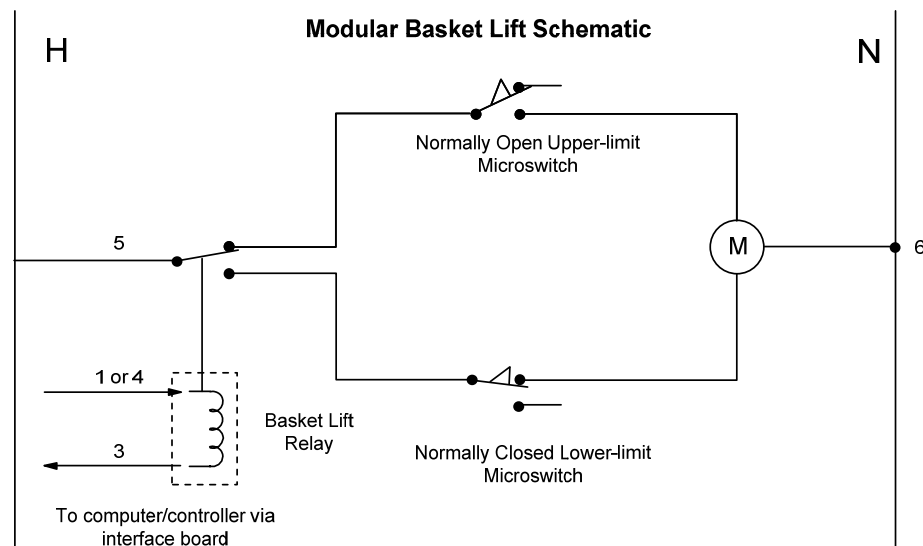 Modular Basket Lift Schematic
H
N
Normally Open Upper-limit
Microswitch
5
M
6
1 or 4
Basket Lift
Relay
3
Normally Closed Lower-limit
Microswitch
To computer/controller via
interface board